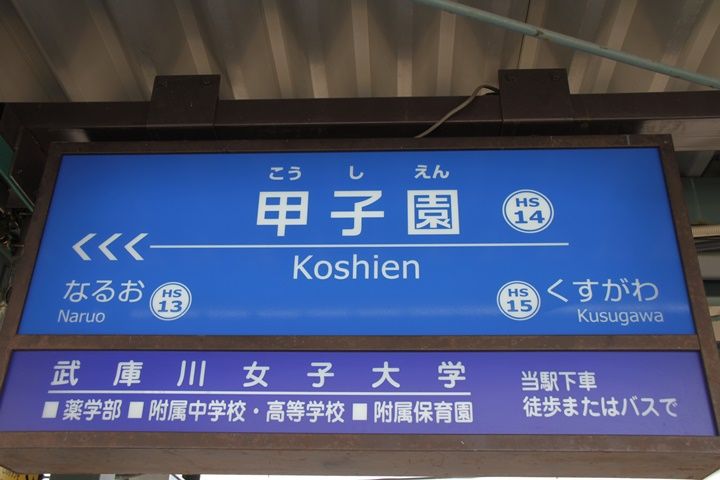 こうしえん
甲子園
HS 14
Koshien
なるお
Naruo
HS 13
HS 15
くすがわ
Kusugawa
武庫川女子大学
■薬学部■附属中学校・高等学校■附属保育園
当駅下車
徒歩またはバスで